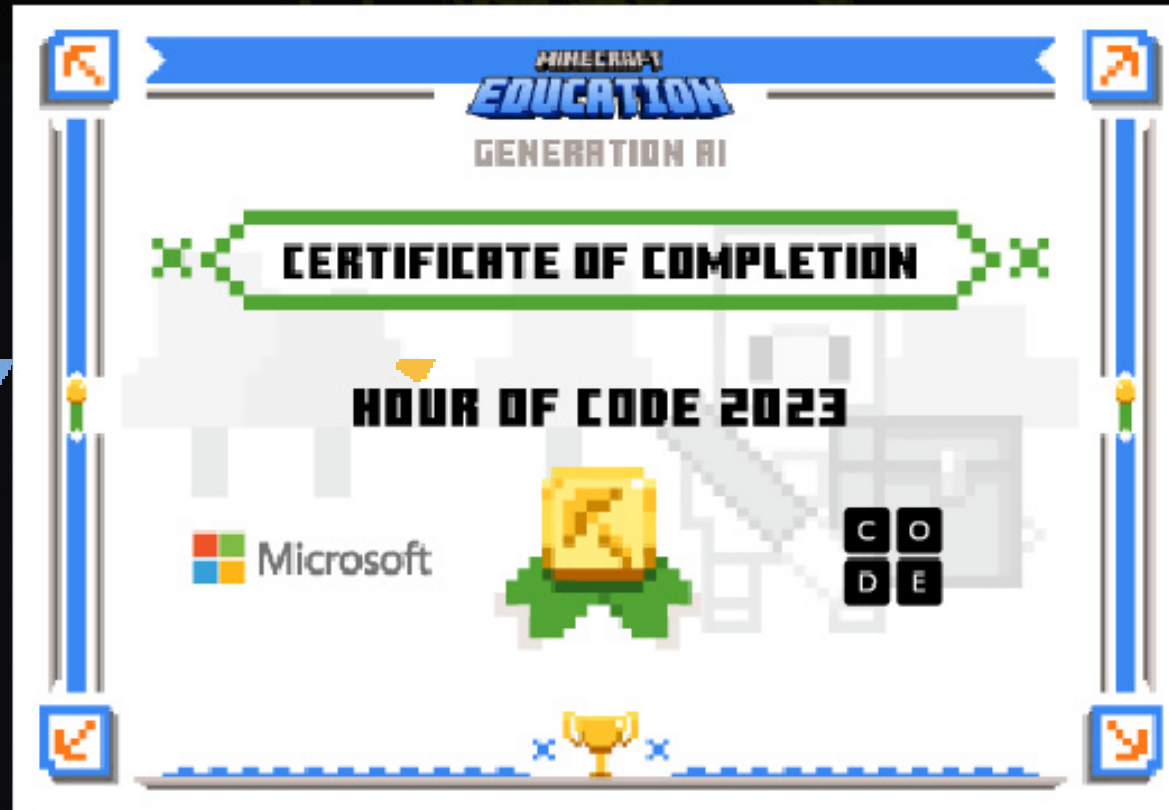 MINECRAFT
EDUCATION
GENERATION AI
CERTIFICATE OF COMPLETION
HOUR OF CODE 2023
Microsoft
C O
D E